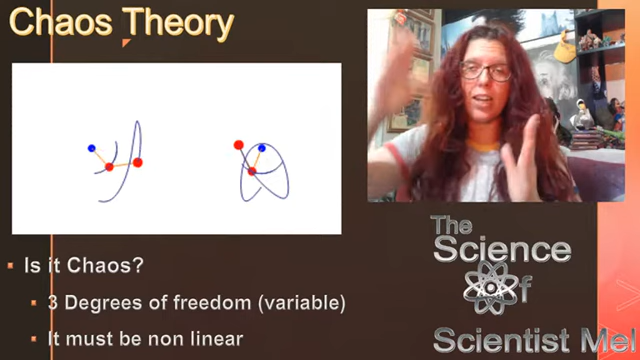 Chaos Theory
Is it Chaos?
3 Degrees of freedom (variable)
It must be non linear
The
Science
of
Scientist Mel